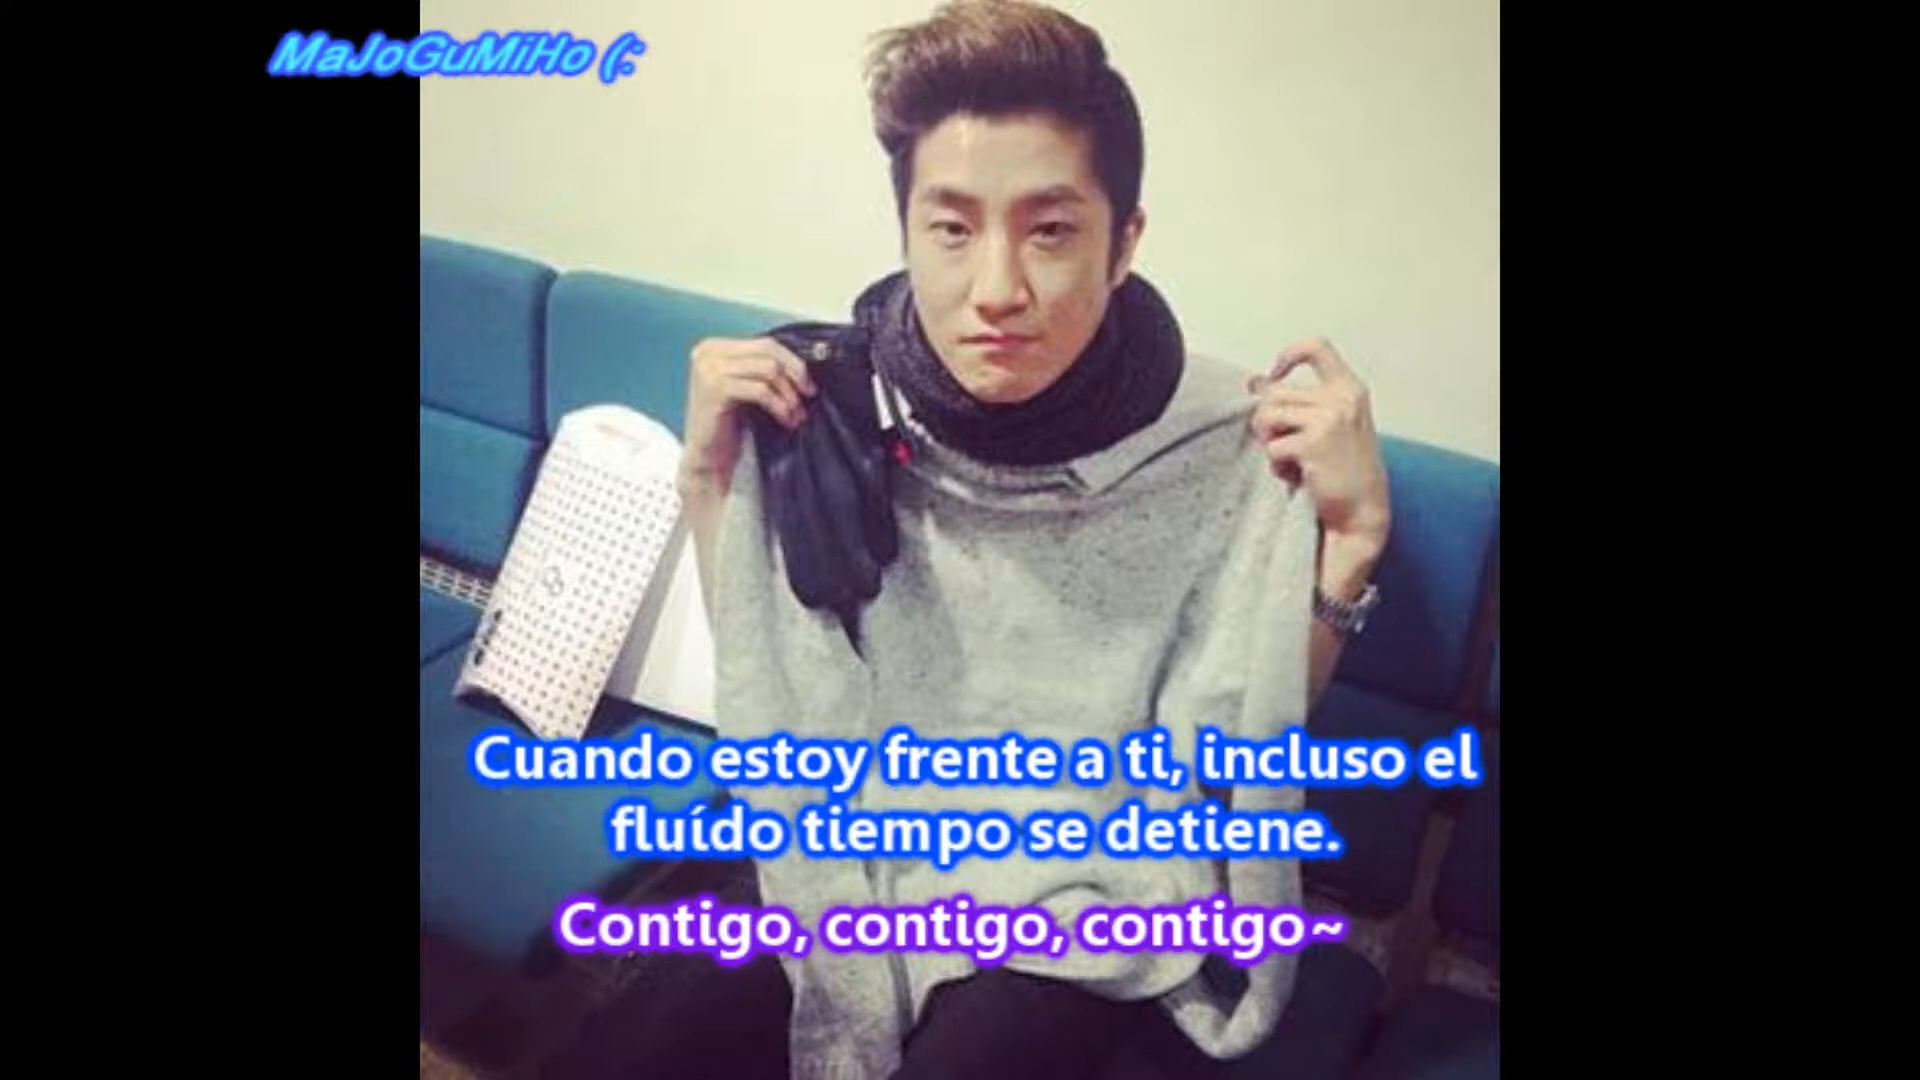 MaJoGuMiHo (:
Cuando estoy frente a ti, incluso el
fluído tiempo se detiene.
Contigo, contigo, contigo~